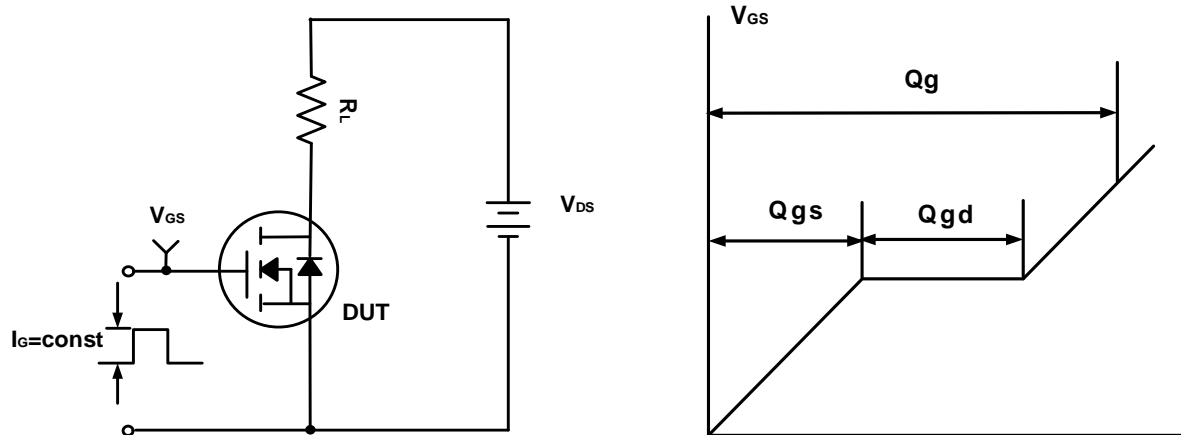 RL
VGS
VDS
DUT
IG=const
VGS
Qg
Qgs
Qgd